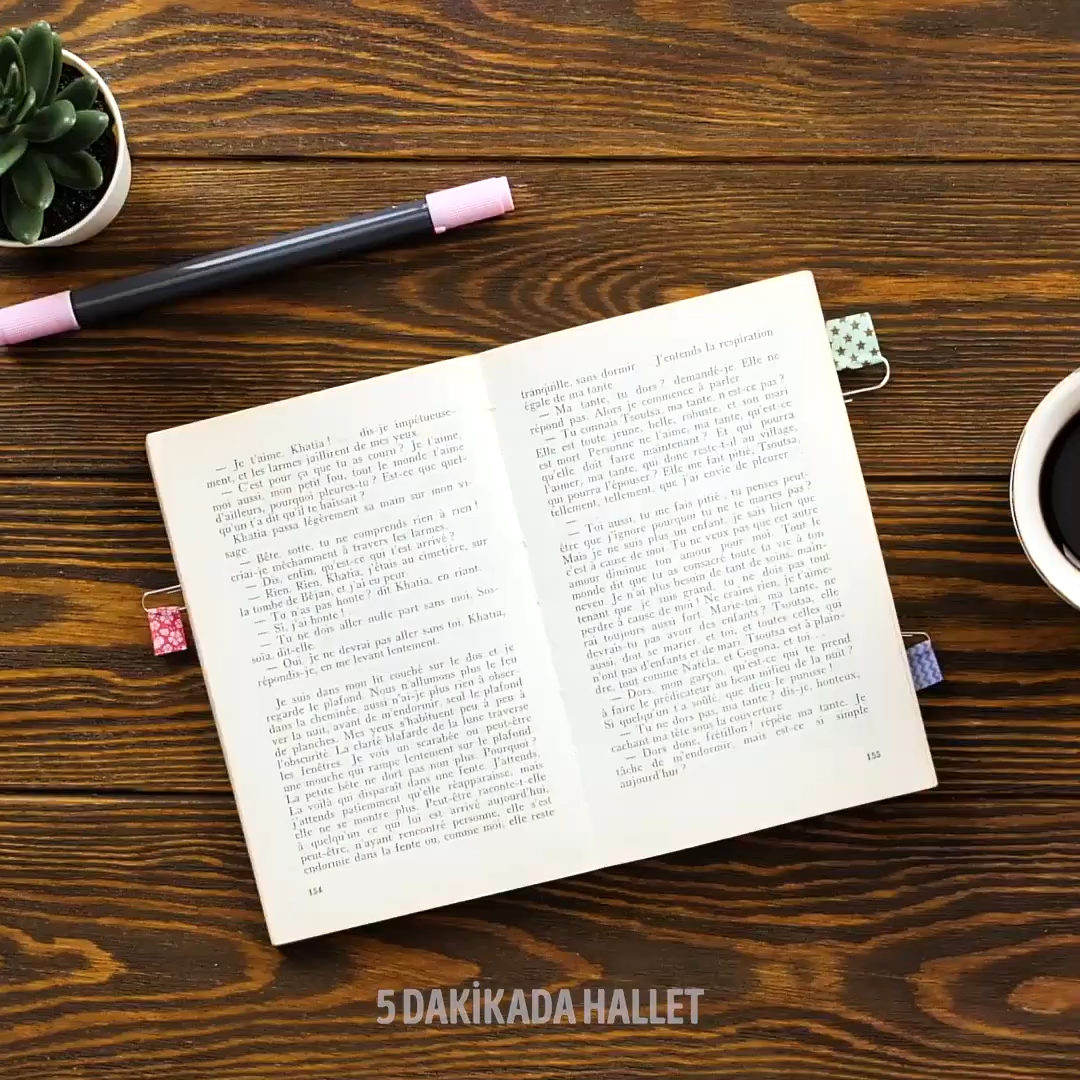 — Je t'aime, Khatia ! dis-je impétueuse-
ment, et les larmes jaillirent de mes yeux.
— C'est pour ça que tu as couru ? Je t'aime,
moi aussi, mon petit fou, tout le monde t'aime.
d'ailleurs, pourquoi pleures-tu ? Est-ce que quel-
qu'un t'a dit qu'il te haïssait ?
Khatia passa légèrement sa main sur mon vi-
sage.
— Bête, sotte, tu ne comprends rien à rien !
criai-je méchamment à travers les larmes.
— Dis, enfin, qu'est-ce qui t'est arrivé ?
— Rien. Rien, Khatia, j'étais au cimetière, sur
la tombe de Béjan, et j'ai eu peur.
— Tu n'as pas honte ? dit Khatia, en riant.
— Si, j'ai honte !
— Tu ne dois aller nulle part sans moi, Sos-
soïa, dit-elle.
— Oui, je ne devrai pas aller sans toi, Khatia,
répondis-je, en me levant lentement.
Je suis dans mon lit couché sur le dos et je
regarde le plafond. Nous n'allumons plus le feu
dans la cheminée, aussi n'ai-je plus rien à obser-
ver la nuit, avant de m'endormir, seul le plafond
de planches. Mes yeux s'habituent peu à peu à
l'obscurité. La clarté blafarde de la lune traverse
les fenêtres. Je vois un scarabée ou peut-être
une mouche qui rampe lentement sur le plafond.
La petite bête ne dort pas non plus. Pourquoi ?
La voilà qui disparaît dans une fente. J'attends,
j'attends patiemment qu'elle réapparaisse, mais
elle ne se montre plus. Peut-être raconte-t-elle
à quelqu'un ce qui lui est arrivé aujourd'hui,
peut-être, n'ayant rencontré personne, elle s'est
endormie dans la fente ou, comme moi, elle reste
154
tranquille, sans dormir J'entends la respiration
égale de ma tante
— Ma tante, tu dors ? demandé-je. Elle ne
répond pas. Alors je commence à parler
— Tu connais Tsoutsa, ma tante, n'est-ce pas ?
Elle est toute jeune, belle, robuste, et son mari
est mort Personne ne l'aime, ma tante, qu'est-ce
qu'elle doit faire maintenant ? Et qui pourra
l'aimer, ma tante, qui donc reste-t-il au village,
qui pourra l'épouser ? Elle me fait pitié, Tsoutsa,
tellement, tellement, que j'ai envie de pleurer
— Toi aussi, tu me fais pitié ; tu penses peut-
être que j'ignore pourquoi tu ne te maries pas ?
Mais je ne suis plus un enfant, je sais bien que
c'est à cause de moi. Tu ne veux pas que cet autre
amour diminue ton amour pour moi. Tout le
monde dit que tu as consacré toute ta vie à ton
neveu. Je n'ai plus besoin de tant de soins, main-
tenant que je suis grand, tu ne dois pas tout
perdre à cause de moi ! Ne crains rien, je t'aime-
rai toujours aussi fort Marie-toi, ma tante, ne
devrais-tu pas avoir des enfants ? Tsoutsa, elle
aussi, doit se marier, et toi, et toutes celles qui
n'ont pas d'enfants et de mari. Tsoutsa est à plain-
dre, tout comme Natela, et Gogona, et toi...
— Dors, mon garçon, qu'est-ce qui te prend
à faire le prédicateur au beau milieu de la nuit ?
Si quelqu'un t'a soûlé, que dieu le punisse
— Tu ne dors pas, ma tante ? dis-je, honteux,
cachant ma tête sous la couverture
— Dors donc, frétillon ! répète ma tante. Je
tâche de m'endormir, mais est-ce si simple
aujourd'hui ?
155
5 DAKİKADA HALLET